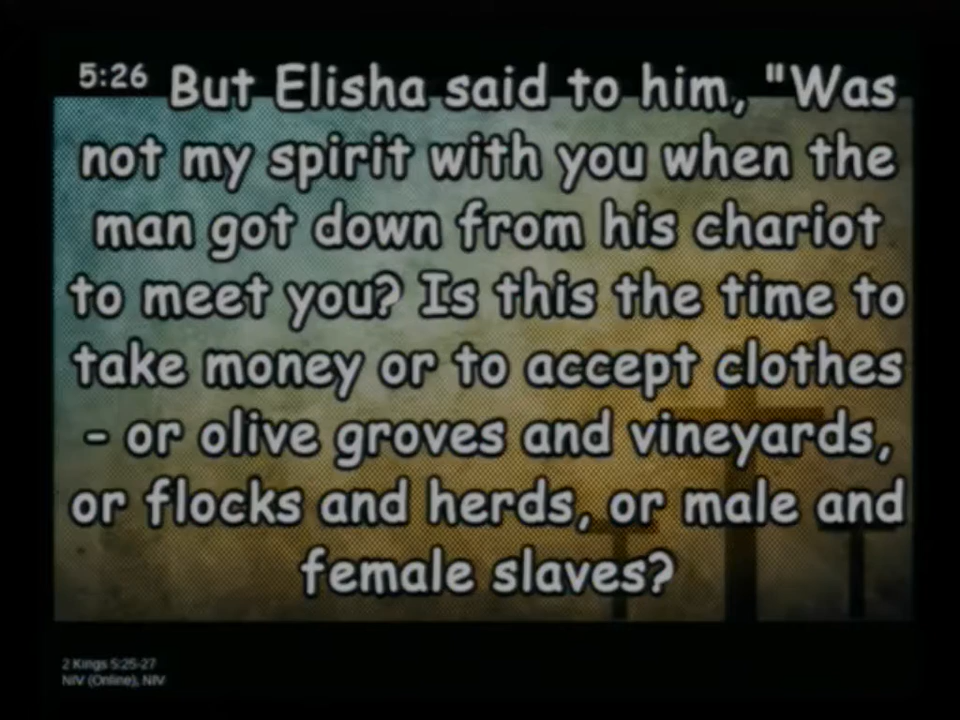 5:26 But Elisha said to him, "Was
not my spirit with you when the
man got down from his chariot
to meet you? Is this the time to
take money or to accept clothes
- or olive groves and vineyards,
or flocks and herds, or male and
female slaves?
2 Kings 5:25-27
NIV (Online), NIV